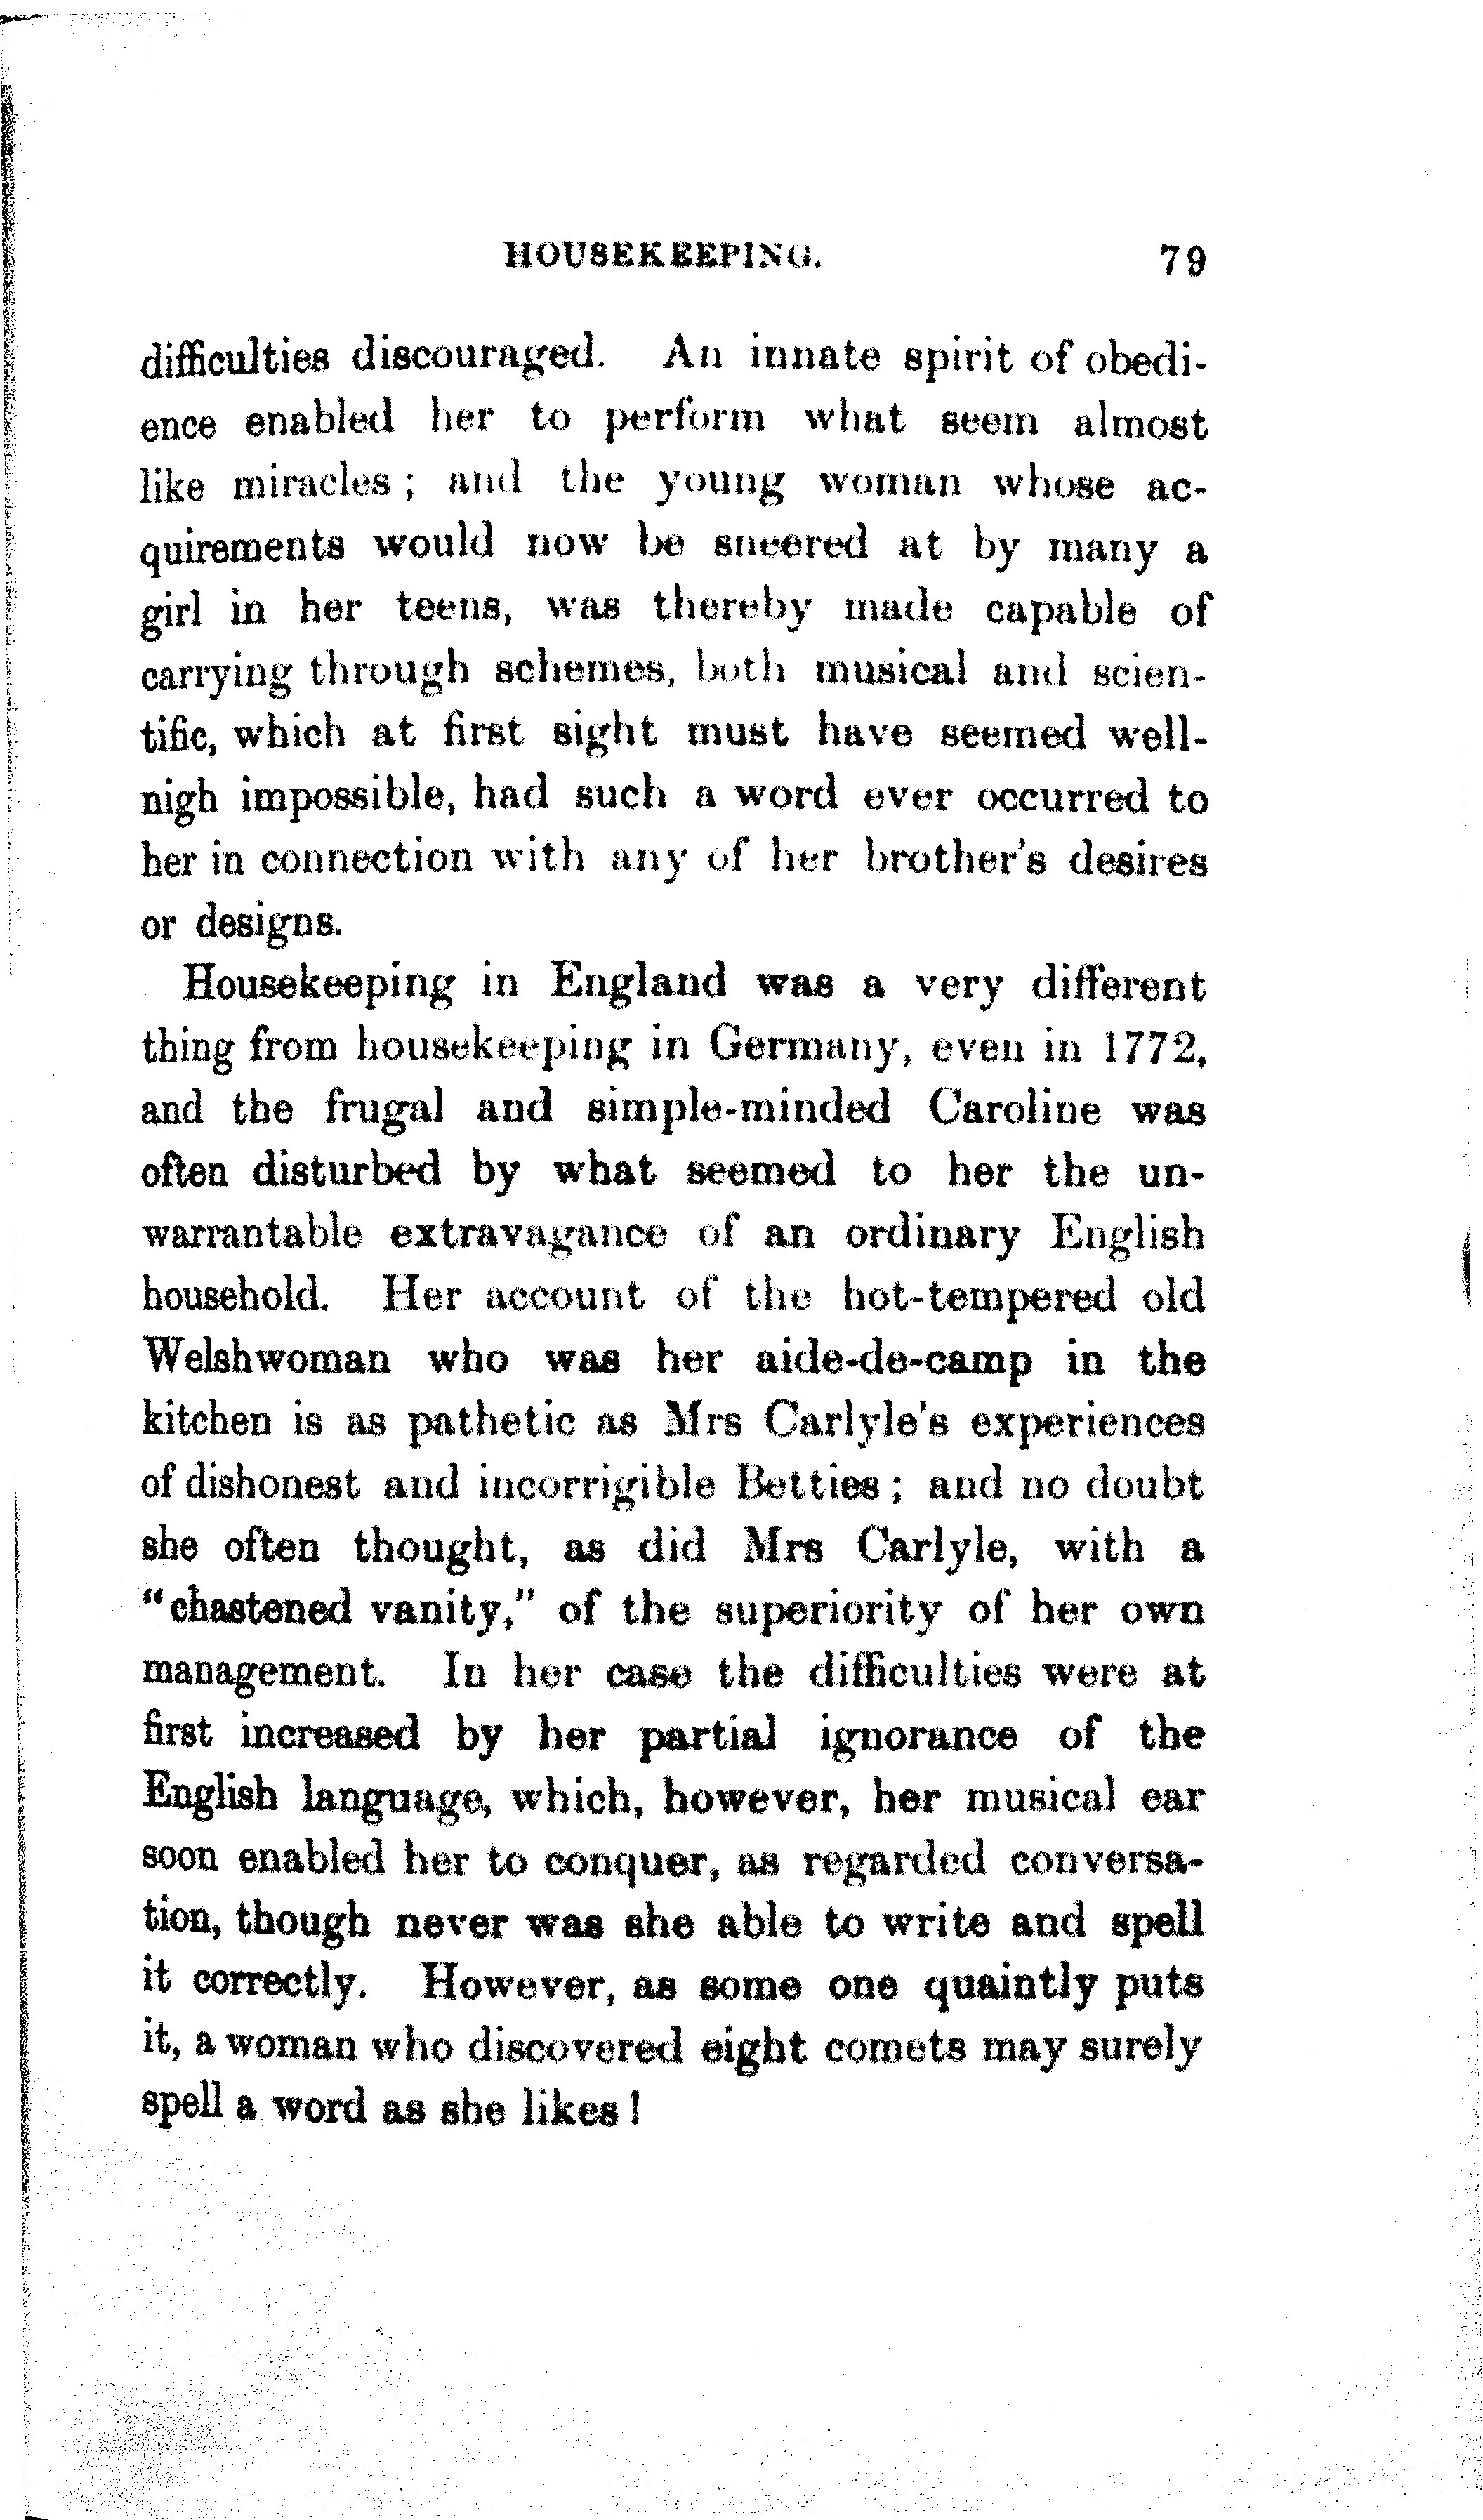 HOUSEKEEPING. 79
difficulties discouraged. An innate spirit of obedi-
ence enabled her to perform what seem almost
like miracles; and the young woman whose ac-
quirements would now be sneered at by many a
girl in her teens, was thereby made capable of
carrying through schemes, both musical and scien-
tific, which at first sight must have seemed well-
nigh impossible, had such a word ever occurred to
her in connection with any of her brother's desires
or designs.
Housekeeping in England was a very different
thing from housekeeping in Germany, even in 1772,
and the frugal and simple-minded Caroline was
often disturbed by what seemed to her the un-
warrantable extravagance of an ordinary English
household. Her account of the hot-tempered old
Welshwoman who was her aide-de-camp in the
kitchen is as pathetic as Mrs Carlyle's experiences
of dishonest and incorrigible Betties; and no doubt
she often thought, as did Mrs Carlyle, with a
"chastened vanity," of the superiority of her own
management. In her case the difficulties were at
first increased by her partial ignorance of the
English language, which, however, her musical ear
soon enabled her to conquer, as regarded conversa-
tion, though never was she able to write and spell
it correctly. However, as some one quaintly puts
it, a woman who discovered eight comets may surely
spell a word as she likes!